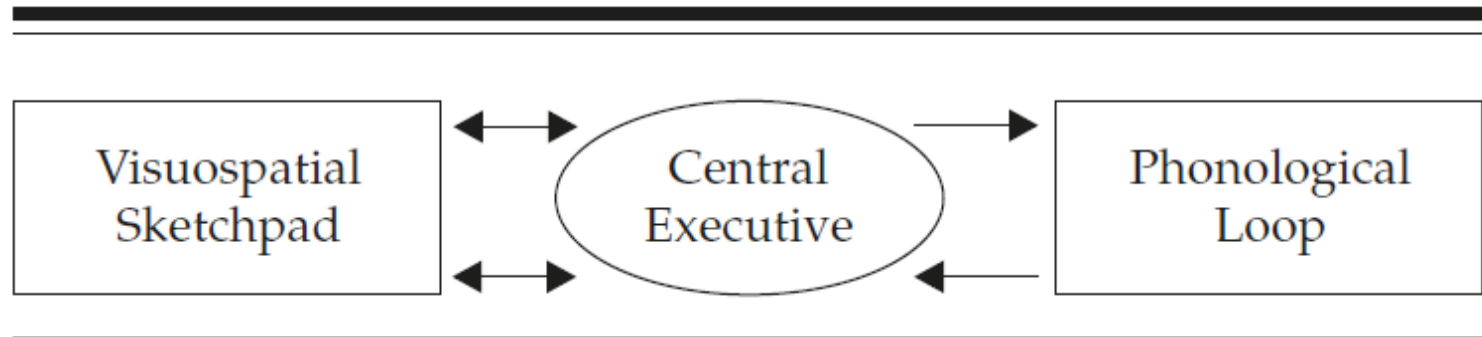 Visuospatial
Sketchpad
Central
Executive
Phonological
Loop